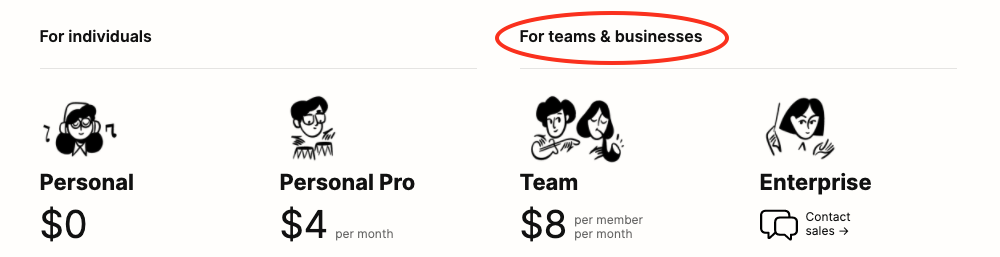 For individuals
For teams & businesses
Personal
Personal Pro
Team
Enterprise
$0
$4 per month
$8 per member
per month
Contact
sales →